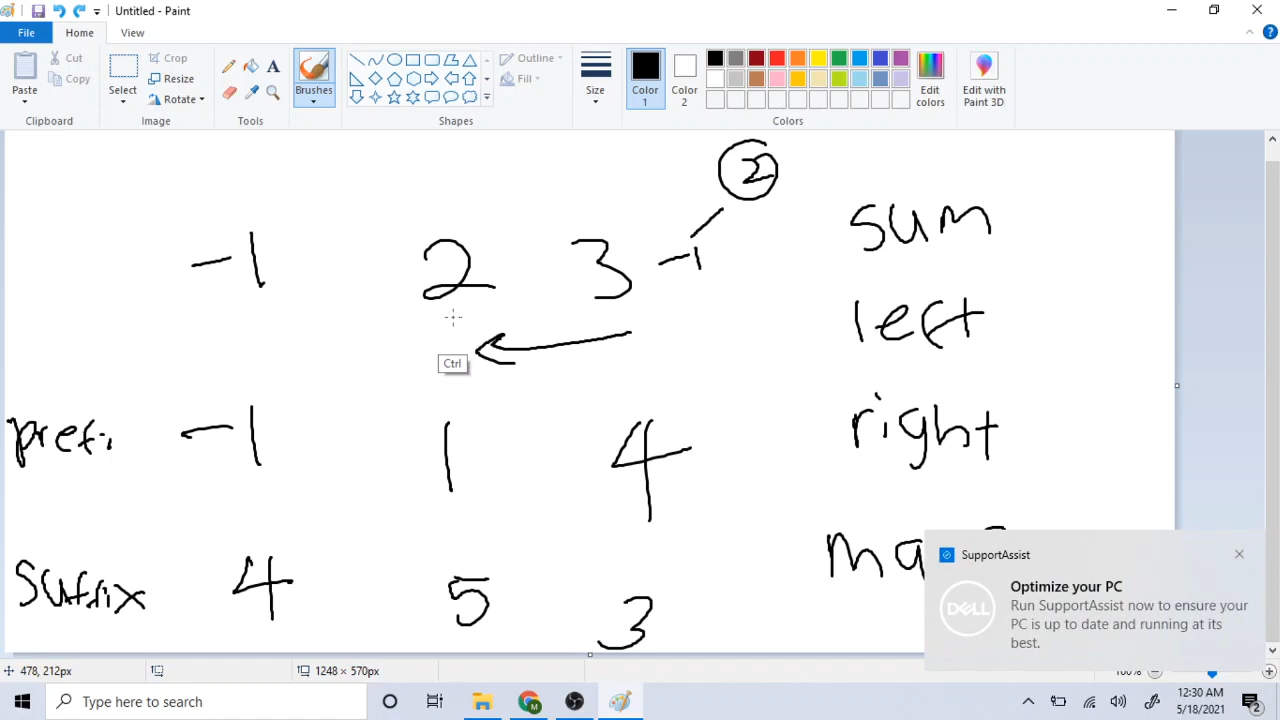 Untitled - Paint
File Home View
Paste Cut Copy
Clipboard
Select Crop Resize Rotate
Image
Tools
Brushes
Shapes
Outline
Fill
Size
Color 1
Color 2
Colors
Edit colors
Edit with Paint 3D
2
-1 2 3 -1
sum
left
Ctrl
prefi -1 1 4
right
suffix 4 5 3
SupportAssist
DELL
Optimize your PC
Run SupportAssist now to ensure your
PC is up to date and running at its
best.
478, 212px
1248 × 570px
100%
Type here to search
12:30 AM
5/18/2021
2